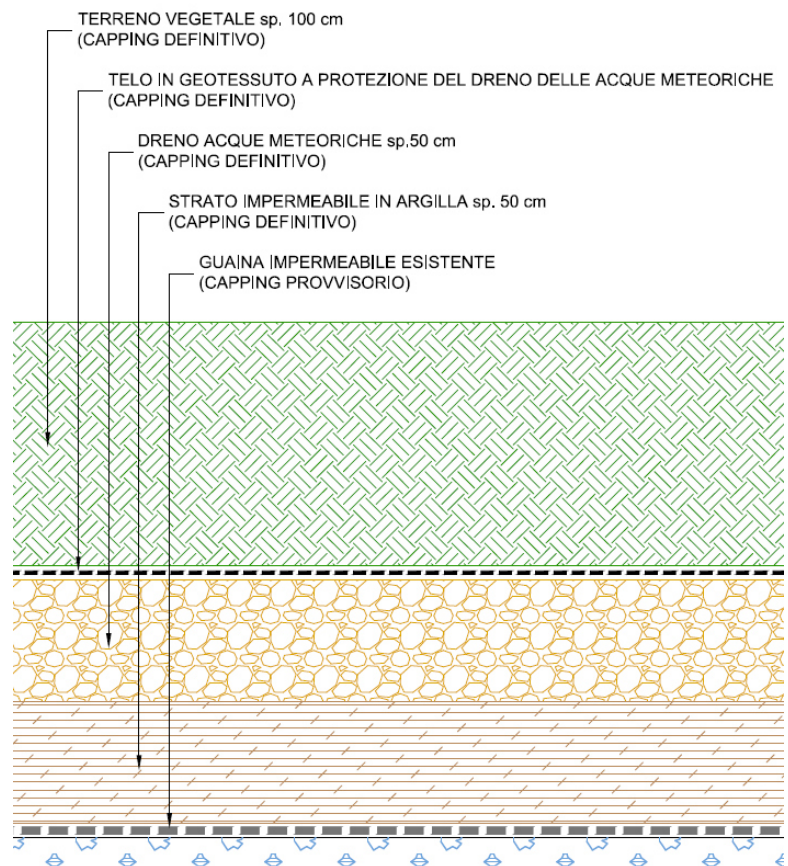 TERRENO VEGETALE sp. 100 cm
(CAPPING DEFINITIVO)
TELO IN GEOTESSUTO A PROTEZIONE DEL DRENO DELLE ACQUE METEORICHE
(CAPPING DEFINITIVO)
DRENO ACQUE METEORICHE sp.50 cm
(CAPPING DEFINITIVO)
STRATO IMPERMEABILE IN ARGILLA sp. 50 cm
(CAPPING DEFINITIVO)
GUAINA IMPERMEABILE ESISTENTE
(CAPPING PROVVISORIO)